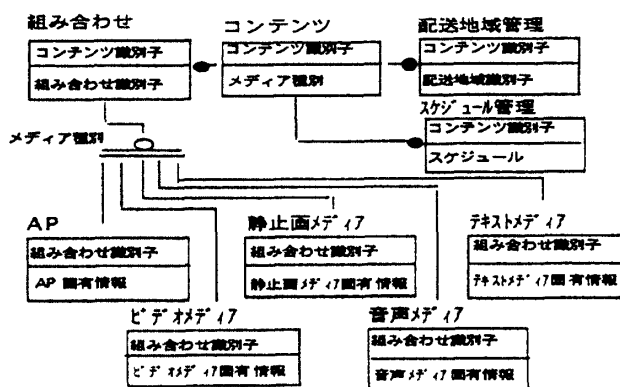 組み合わせ
コンテンツ識別子
組み合わせ識別子
コンテンツ
コンテンツ識別子
メディア種別
配送地域管理
コンテンツ識別子
配送地域識別子
スケジュール管理
コンテンツ識別子
スケジュール
メディア種別
AP
組み合わせ識別子
AP 固有情報
静止画メディア
組み合わせ識別子
静止画メディア固有情報
テキストメディア
組み合わせ識別子
テキストメディア固有情報
ビデオメディア
組み合わせ識別子
ビデオメディア固有情報
音声メディア
組み合わせ識別子
音声メディア固有情報